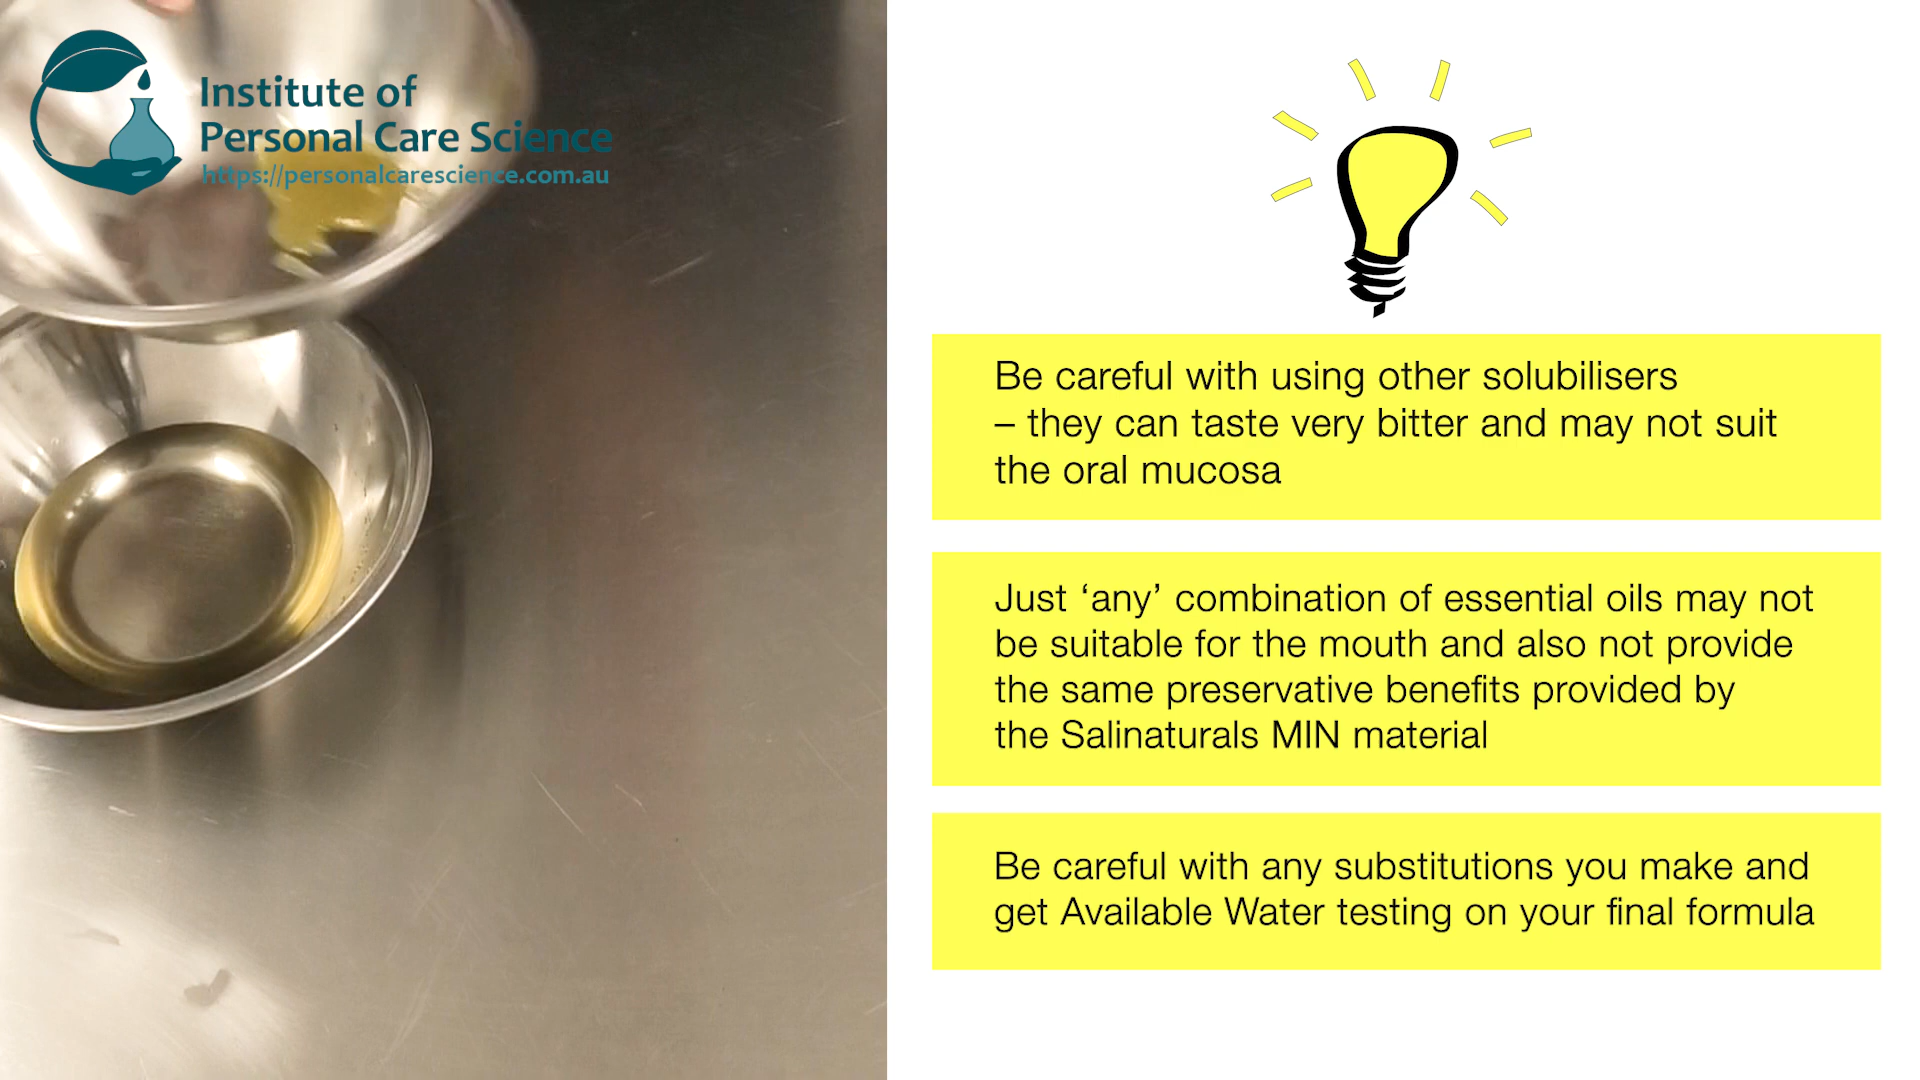 Institute of
Personal Care Science
https://personalcarescience.com.au
Be careful with using other solubilisers
– they can taste very bitter and may not suit
the oral mucosa
Just ‘any’ combination of essential oils may not
be suitable for the mouth and also not provide
the same preservative benefits provided by
the Salinaturals MIN material
Be careful with any substitutions you make and
get Available Water testing on your final formula